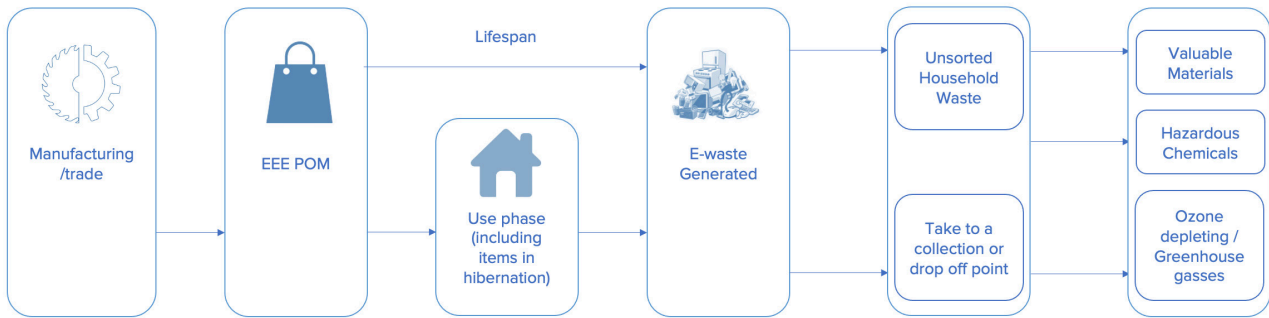 Manufacturing
/trade
EEE POM
Lifespan
Use phase
(including
items in
hibernation)
E-waste
Generated
Unsorted
Household
Waste
Take to a
collection or
drop off point
Valuable
Materials
Hazardous
Chemicals
Ozone
depleting /
Greenhouse
gasses